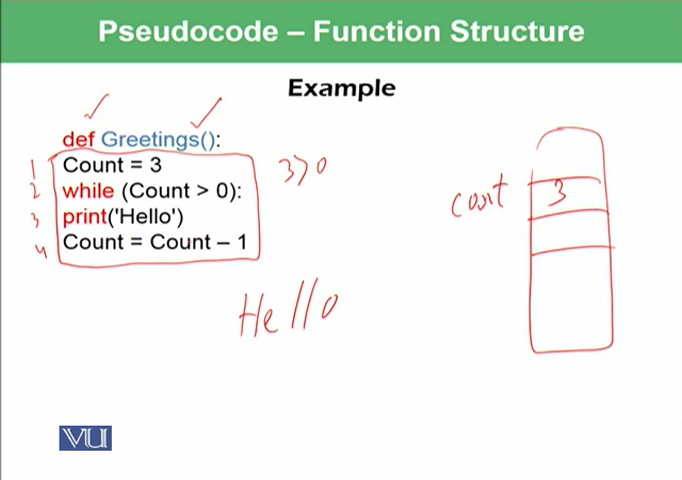 Pseudocode – Function Structure
Example
def Greetings():
1 Count = 3
2 while (Count > 0):
3 print('Hello')
4 Count = Count – 1
3>0
Count 3
Hello
VU